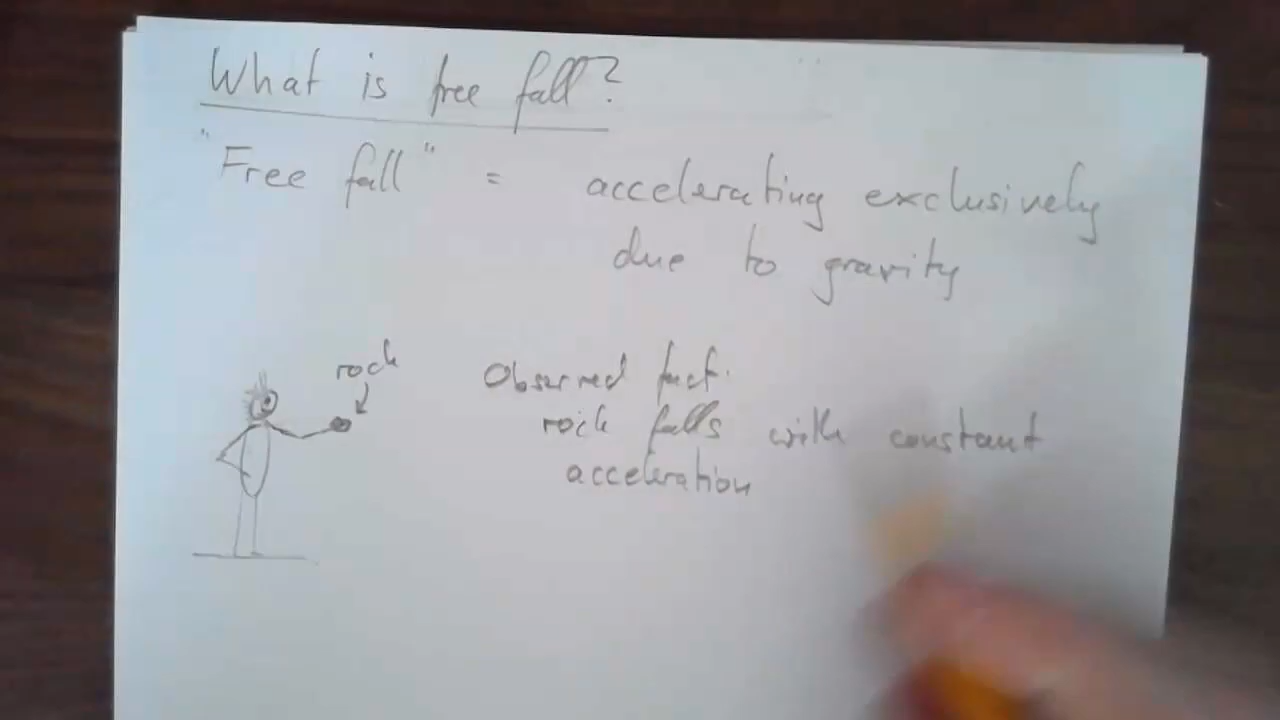 What is free fall?
"Free fall" = accelerating exclusively
due to gravity
rock
Observed fact:
rock falls with constant
acceleration